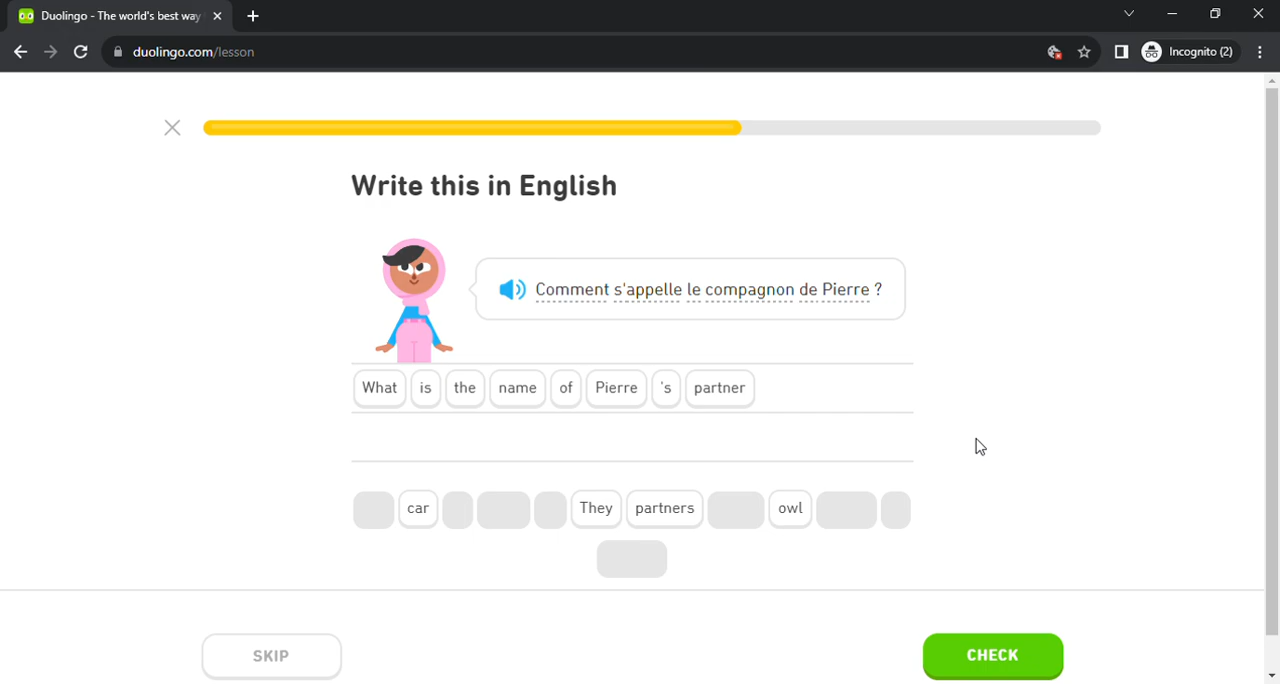 Duolingo - The world's best way
duolingo.com/lesson
Incognito (2)
Write this in English
Comment s'appelle le compagnon de Pierre ?
What is the name of Pierre 's partner
car They partners owl
SKIP
CHECK